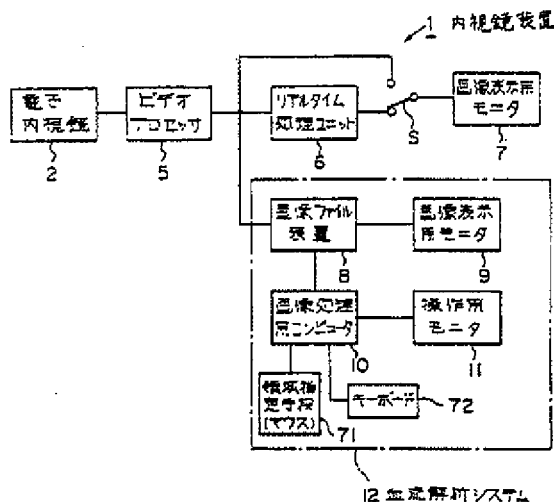 1 内視鏡装置
電子
内視鏡
2
ビデオ
プロセッサ
5
リアルタイム
処理ユニット
6
S
画像表示用
モニタ
7
画像ファイル
装置
8
画像表示
用モニタ
9
画像処理
用コンピュータ
10
操作用
モニタ
11
領域指
定手段
(マウス)
71
キーボード
72
12 血流解析システム